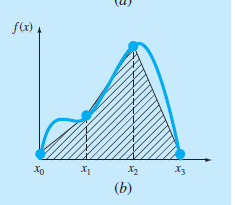 (a)
f(x)
x₀ x₁ x₂ x₃
(b)